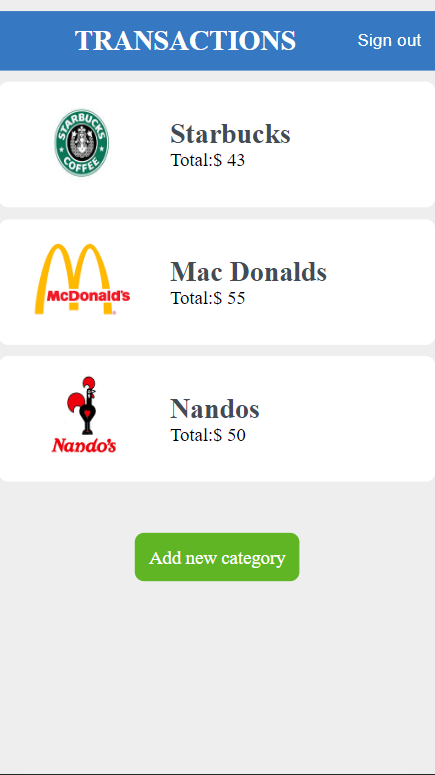 TRANSACTIONS
Sign out
STARBUCKS
COFFEE
Starbucks
Total:$ 43
McDonald's
Mac Donalds
Total:$ 55
Nando's
Nandos
Total:$ 50
Add new category